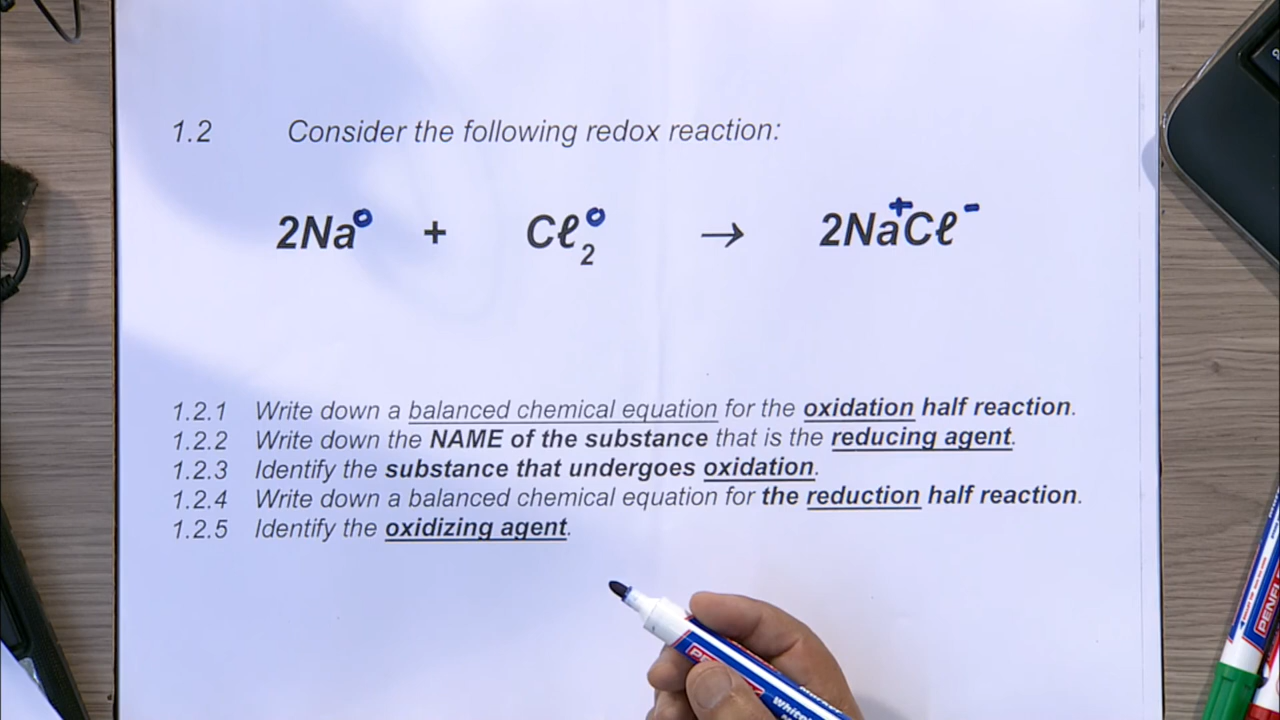 1.2 Consider the following redox reaction:
2Na⁰ + Cℓ₂⁰ → 2Na⁺Cℓ⁻
1.2.1 Write down a balanced chemical equation for the oxidation half reaction.
1.2.2 Write down the NAME of the substance that is the reducing agent.
1.2.3 Identify the substance that undergoes oxidation.
1.2.4 Write down a balanced chemical equation for the reduction half reaction.
1.2.5 Identify the oxidizing agent.